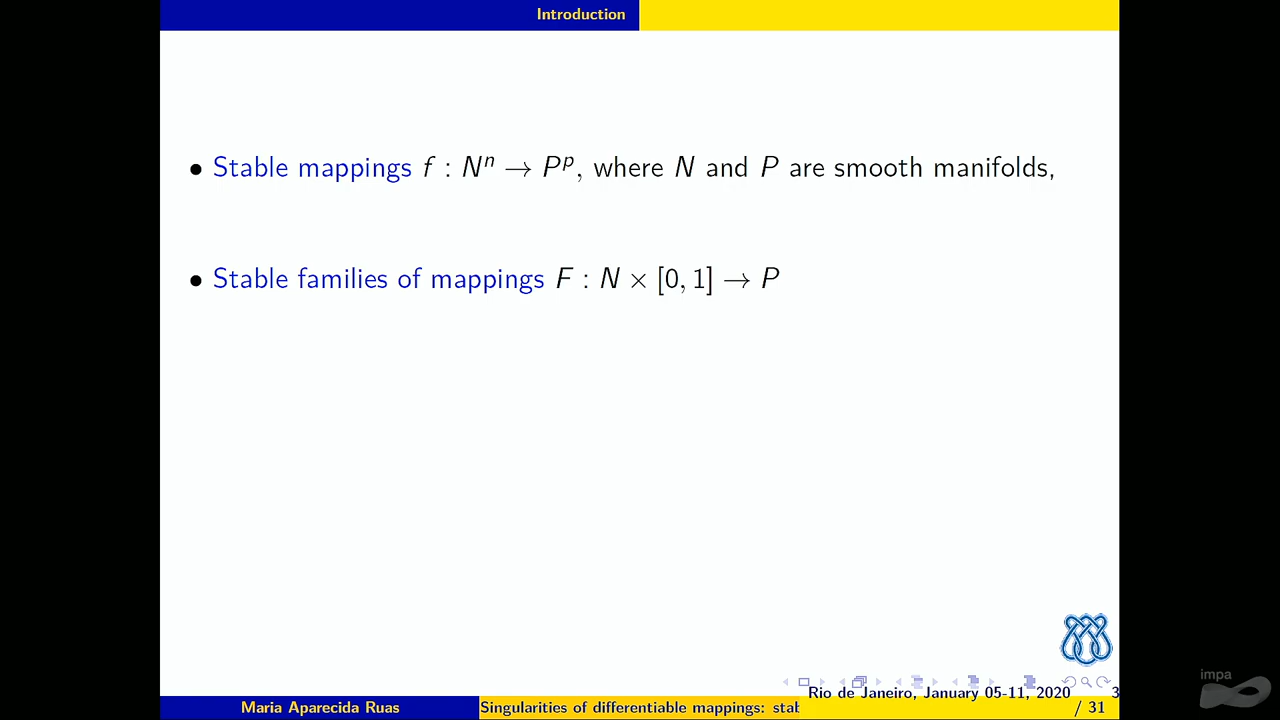 Introduction
• Stable mappings f : Nⁿ → Pᵖ, where N and P are smooth manifolds,
• Stable families of mappings F : N × [0, 1] → P
impa
Rio de Janeiro, January 05-11, 2020 3
Maria Aparecida Ruas Singularities of differentiable mappings: stab / 31